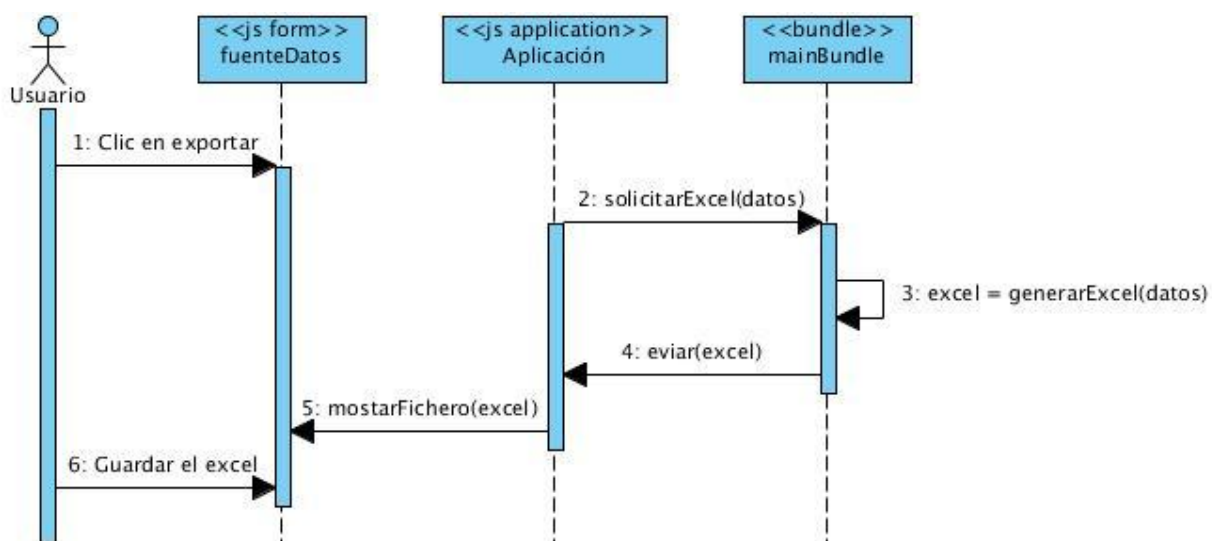 <<js form>>
fuenteDatos
<<js application>>
Aplicación
<<bundle>>
mainBundle
Usuario
1: Clic en exportar
2: solicitarExcel(datos)
3: excel = generarExcel(datos)
4: eviar(excel)
5: mostarFichero(excel)
6: Guardar el excel